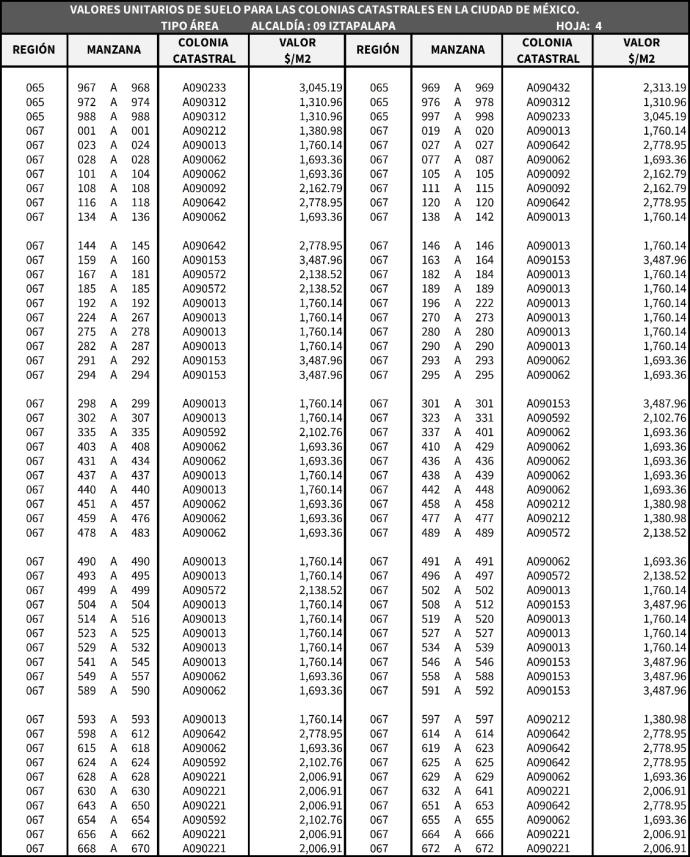 VALORES UNITARIOS DE SUELO PARA LAS COLONIAS CATASTRALES EN LA CIUDAD DE MÉXICO.
TIPO ÁREA ALCALDÍA : 09 IZTAPALAPA HOJA: 4
REGIÓN MANZANA COLONIA CATASTRAL VALOR $/M2 REGIÓN MANZANA COLONIA CATASTRAL VALOR $/M2
065 967 A 968 A090233 3,045.19 065 969 A 969 A090432 2,313.19
065 972 A 974 A090312 1,310.96 065 976 A 978 A090312 1,310.96
065 988 A 988 A090312 1,310.96 065 997 A 998 A090233 3,045.19
067 001 A 001 A090212 1,380.98 067 019 A 020 A090013 1,760.14
067 023 A 024 A090013 1,760.14 067 027 A 027 A090642 2,778.95
067 028 A 028 A090062 1,693.36 067 077 A 087 A090062 1,693.36
067 101 A 104 A090062 1,693.36 067 105 A 105 A090092 2,162.79
067 108 A 108 A090092 2,162.79 067 111 A 115 A090092 2,162.79
067 116 A 118 A090642 2,778.95 067 120 A 120 A090642 2,778.95
067 134 A 136 A090062 1,693.36 067 138 A 142 A090013 1,760.14
067 144 A 145 A090642 2,778.95 067 146 A 146 A090013 1,760.14
067 159 A 160 A090153 3,487.96 067 163 A 164 A090153 3,487.96
067 167 A 181 A090572 2,138.52 067 182 A 184 A090013 1,760.14
067 185 A 185 A090572 2,138.52 067 189 A 189 A090013 1,760.14
067 192 A 192 A090013 1,760.14 067 196 A 222 A090013 1,760.14
067 224 A 267 A090013 1,760.14 067 270 A 273 A090013 1,760.14
067 275 A 278 A090013 1,760.14 067 280 A 280 A090013 1,760.14
067 282 A 287 A090013 1,760.14 067 290 A 290 A090013 1,760.14
067 291 A 292 A090153 3,487.96 067 293 A 293 A090062 1,693.36
067 294 A 294 A090153 3,487.96 067 295 A 295 A090062 1,693.36
067 298 A 299 A090013 1,760.14 067 301 A 301 A090153 3,487.96
067 302 A 307 A090013 1,760.14 067 323 A 331 A090592 2,102.76
067 335 A 335 A090592 2,102.76 067 337 A 401 A090062 1,693.36
067 403 A 408 A090062 1,693.36 067 410 A 429 A090062 1,693.36
067 431 A 434 A090062 1,693.36 067 436 A 436 A090062 1,693.36
067 437 A 437 A090013 1,760.14 067 438 A 439 A090062 1,693.36
067 440 A 440 A090013 1,760.14 067 442 A 448 A090062 1,693.36
067 451 A 457 A090062 1,693.36 067 458 A 458 A090212 1,380.98
067 459 A 476 A090062 1,693.36 067 477 A 477 A090212 1,380.98
067 478 A 483 A090062 1,693.36 067 489 A 489 A090572 2,138.52
067 490 A 490 A090013 1,760.14 067 491 A 491 A090062 1,693.36
067 493 A 495 A090013 1,760.14 067 496 A 497 A090572 2,138.52
067 499 A 499 A090572 2,138.52 067 502 A 502 A090013 1,760.14
067 504 A 504 A090013 1,760.14 067 508 A 512 A090153 3,487.96
067 514 A 516 A090013 1,760.14 067 519 A 520 A090013 1,760.14
067 523 A 525 A090013 1,760.14 067 527 A 527 A090013 1,760.14
067 529 A 532 A090013 1,760.14 067 534 A 539 A090013 1,760.14
067 541 A 545 A090013 1,760.14 067 546 A 546 A090153 3,487.96
067 549 A 557 A090062 1,693.36 067 558 A 588 A090153 3,487.96
067 589 A 590 A090062 1,693.36 067 591 A 592 A090153 3,487.96
067 593 A 593 A090013 1,760.14 067 597 A 597 A090212 1,380.98
067 598 A 612 A090642 2,778.95 067 614 A 614 A090642 2,778.95
067 615 A 618 A090062 1,693.36 067 619 A 623 A090642 2,778.95
067 624 A 624 A090592 2,102.76 067 625 A 625 A090642 2,778.95
067 628 A 628 A090221 2,006.91 067 629 A 629 A090062 1,693.36
067 630 A 630 A090221 2,006.91 067 632 A 641 A090221 2,006.91
067 643 A 650 A090221 2,006.91 067 651 A 653 A090642 2,778.95
067 654 A 654 A090592 2,102.76 067 655 A 655 A090062 1,693.36
067 656 A 662 A090221 2,006.91 067 664 A 666 A090221 2,006.91
067 668 A 670 A090221 2,006.91 067 672 A 672 A090221 2,006.91